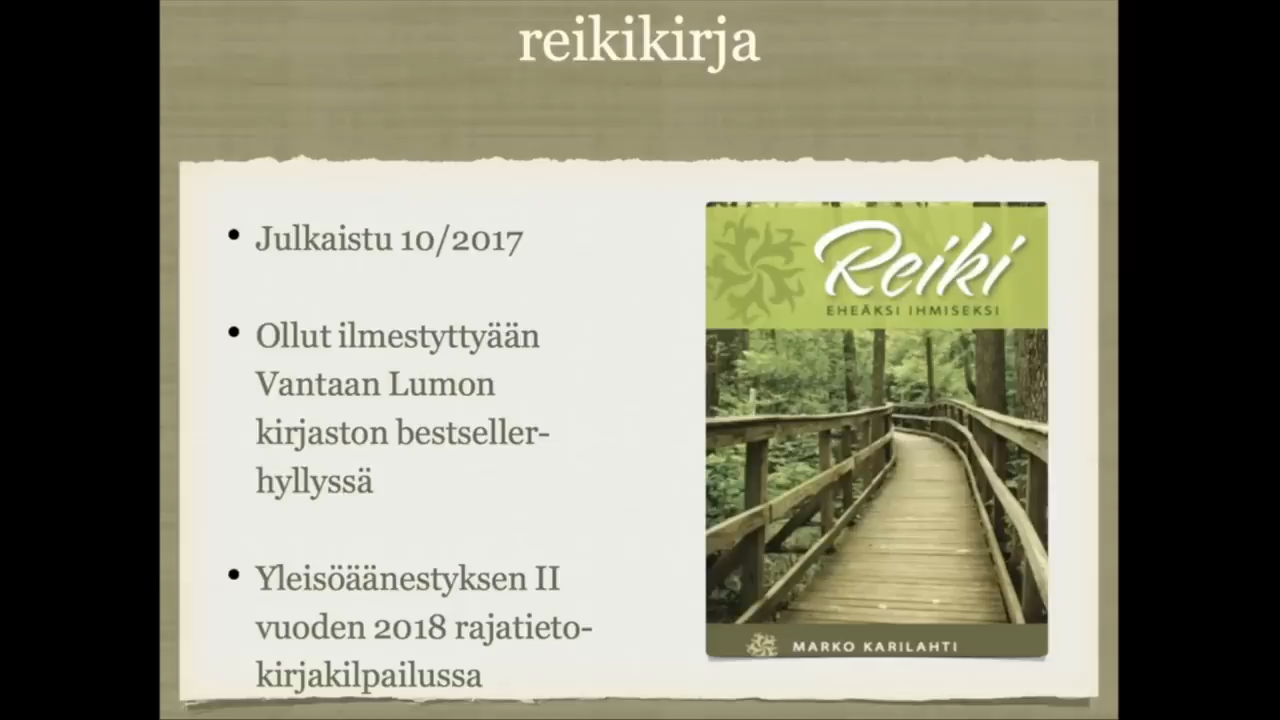 reikikirja
• Julkaistu 10/2017
• Ollut ilmestyttyään
Vantaan Lumon
kirjaston bestseller-
hyllyssä
• Yleisöäänestyksen II
vuoden 2018 rajatieto-
kirjakilpailussa
Reiki
EHEÄKSI IHMISEKSI
MARKO KARILAHTI